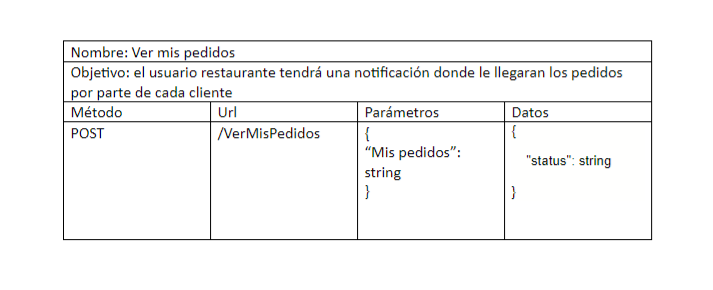 Nombre: Ver mis pedidos
Objetivo: el usuario restaurante tendrá una notificación donde le llegaran los pedidos
por parte de cada cliente
Método Url Parámetros Datos
POST /VerMisPedidos { {
“Mis pedidos”: "status": string
string
} }